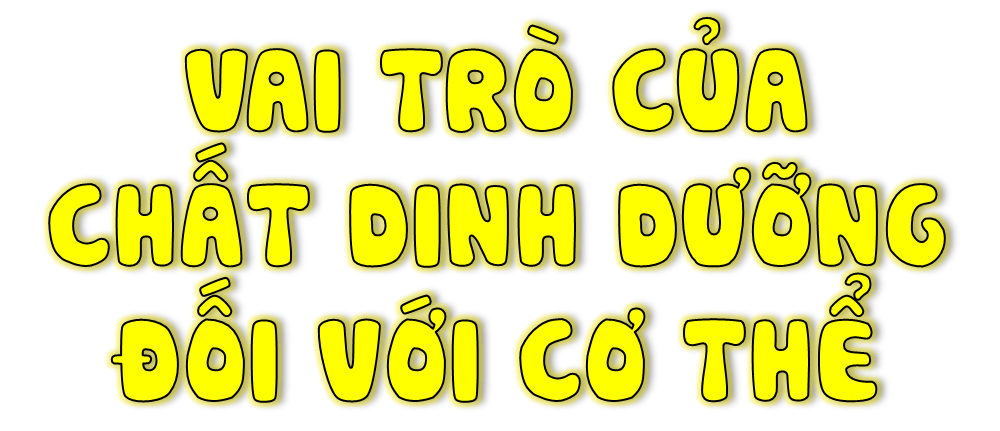 VAI TRÒ CỦA
CHẤT DINH DƯỠNG
ĐỐI VỚI CƠ THỂ